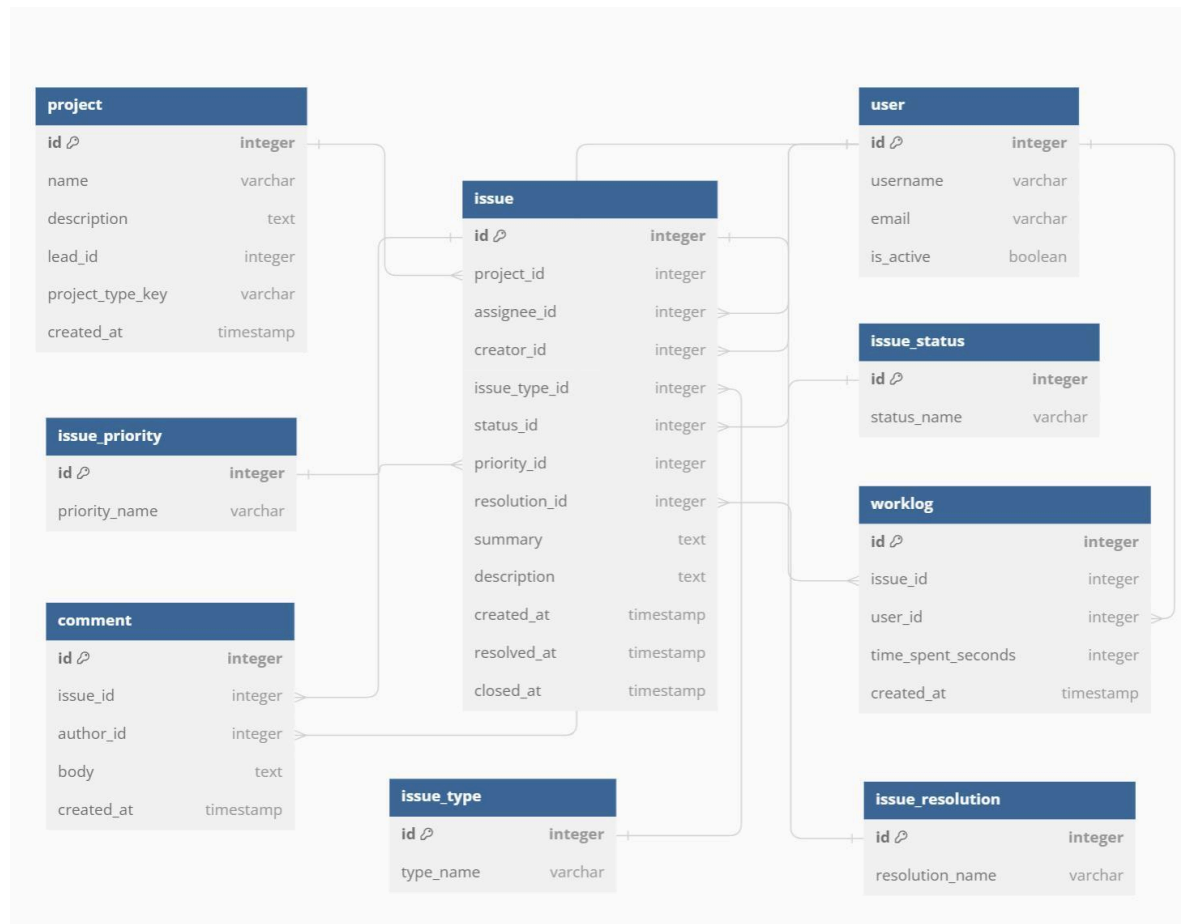 project
id integer
name varchar
description text
lead_id integer
project_type_key varchar
created_at timestamp
issue_priority
id integer
priority_name varchar
comment
id integer
issue_id integer
author_id integer
body text
created_at timestamp
issue
id integer
project_id integer
assignee_id integer
creator_id integer
issue_type_id integer
status_id integer
priority_id integer
resolution_id integer
summary text
description text
created_at timestamp
resolved_at timestamp
closed_at timestamp
issue_type
id integer
type_name varchar
user
id integer
username varchar
email varchar
is_active boolean
issue_status
id integer
status_name varchar
worklog
id integer
issue_id integer
user_id integer
time_spent_seconds integer
created_at timestamp
issue_resolution
id integer
resolution_name varchar